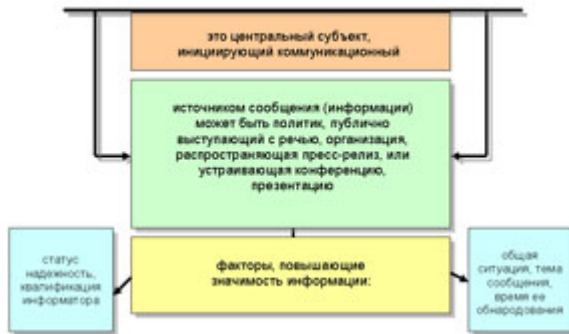 это центральный субъект,
инициирующий коммуникационный
источником сообщения (информации)
может быть политик, публично
выступающий с речью, организация,
распространяющая пресс-релиз, или
устраивающая конференцию,
презентацию
статус
надежность,
квалификация
информатора
факторы, повышающие
значимость информации:
общая
ситуация, тема
сообщения,
время ее
обнародования